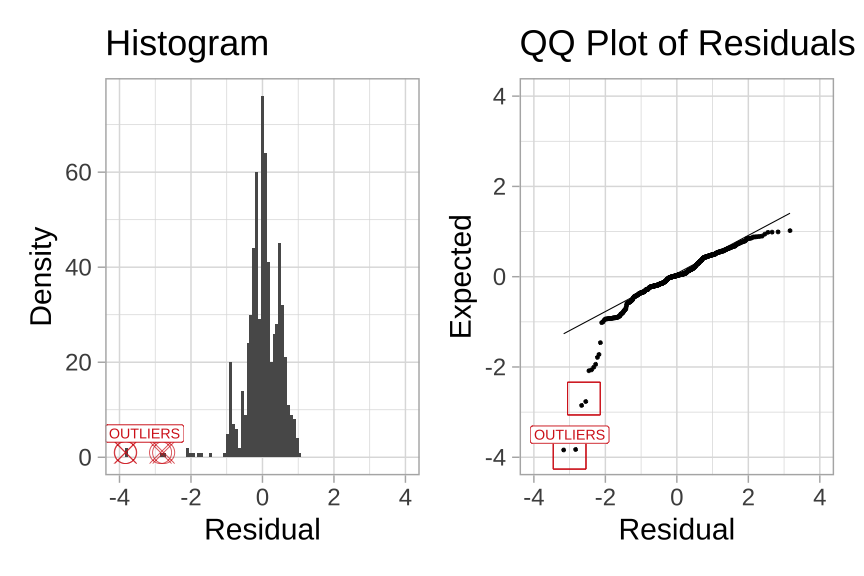 Histogram
Density
60
40
20
0
OUTLIERS
-4 -2 0 2 4
Residual
QQ Plot of Residuals
Expected
4
2
0
-2
-4
OUTLIERS
-4 -2 0 2 4
Residual